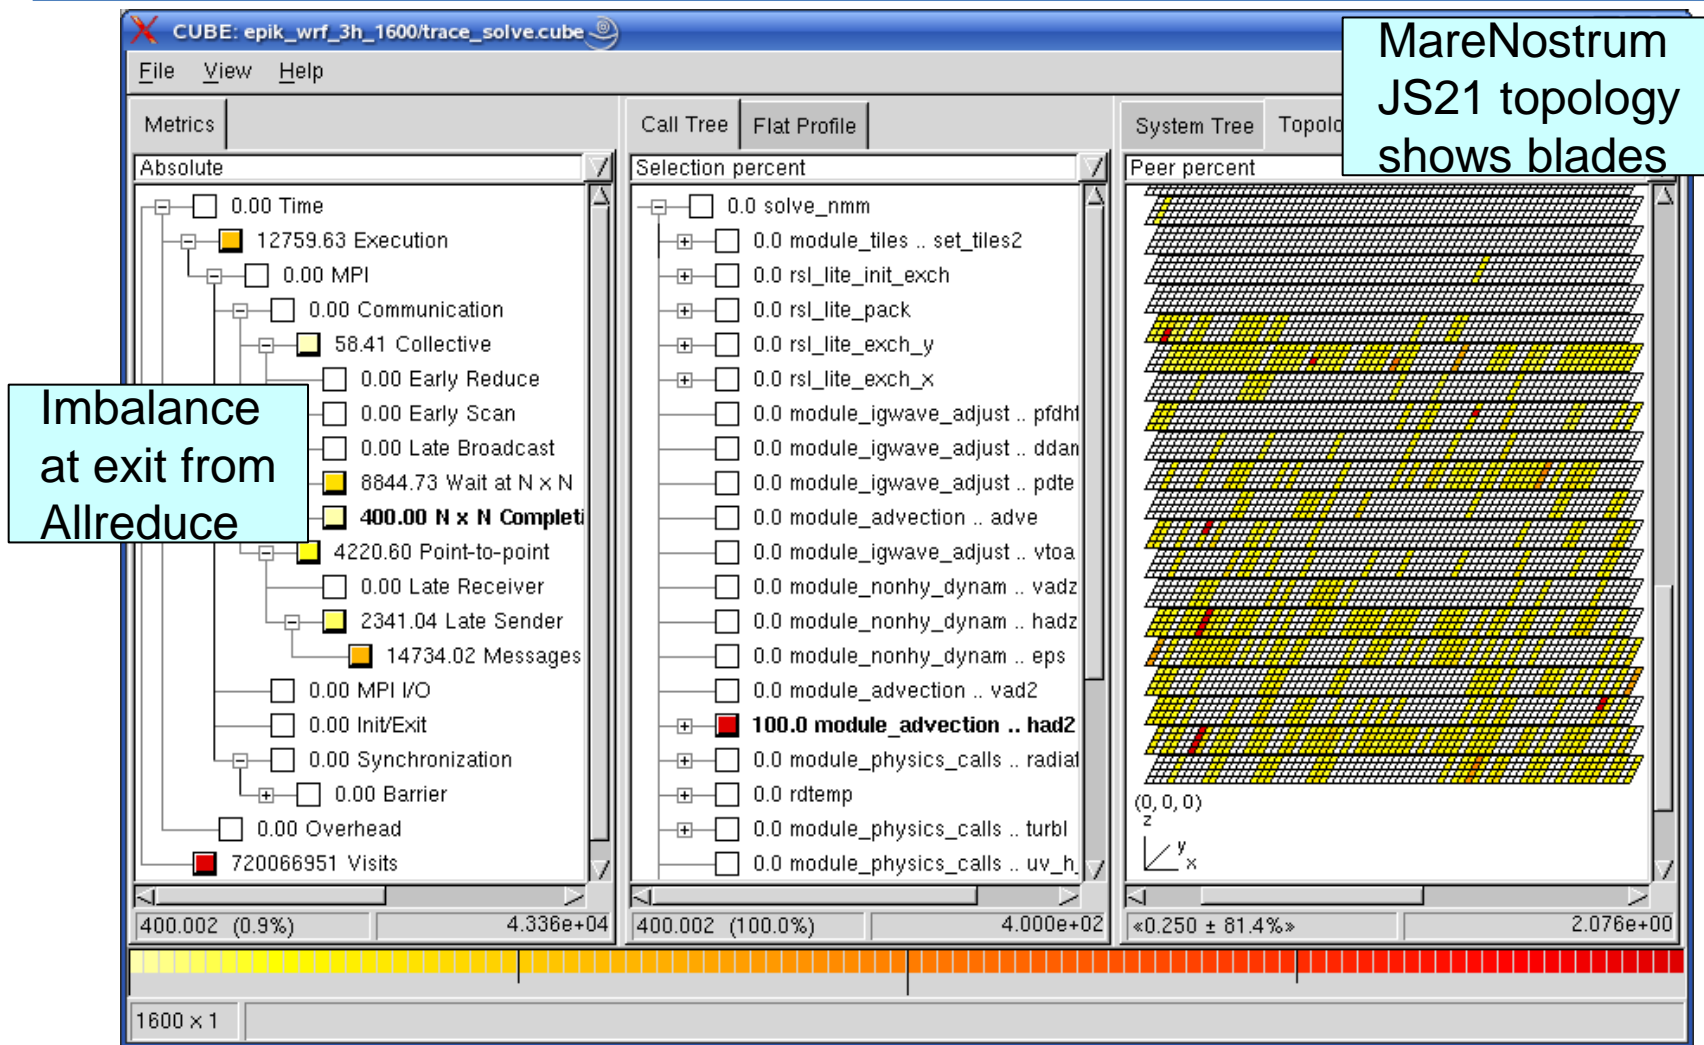 CUBE: epik_wrf_3h_1600/trace_solve.cube
MareNostrum
JS21 topology
shows blades
File View Help
Metrics
Absolute
0.00 Time
12759.63 Execution
0.00 MPI
0.00 Communication
58.41 Collective
0.00 Early Reduce
0.00 Early Scan
0.00 Late Broadcast
8844.73 Wait at N x N
400.00 N x N Completi
4220.60 Point-to-point
0.00 Late Receiver
2341.04 Late Sender
14734.02 Messages
0.00 MPI I/O
0.00 Init/Exit
0.00 Synchronization
0.00 Barrier
0.00 Overhead
720066951 Visits
400.002 (0.9%) 4.336e+04
Imbalance
at exit from
Allreduce
Call Tree Flat Profile
Selection percent
0.0 solve_nmm
0.0 module_tiles .. set_tiles2
0.0 rsl_lite_init_exch
0.0 rsl_lite_pack
0.0 rsl_lite_exch_y
0.0 rsl_lite_exch_x
0.0 module_igwave_adjust .. pfdht
0.0 module_igwave_adjust .. ddam
0.0 module_igwave_adjust .. pdte
0.0 module_advection .. adve
0.0 module_igwave_adjust .. vtoa
0.0 module_nonhy_dynam .. vadz
0.0 module_nonhy_dynam .. hadz
0.0 module_nonhy_dynam .. eps
0.0 module_advection .. vad2
100.0 module_advection .. had2
0.0 module_physics_calls .. radiat
0.0 rdtemp
0.0 module_physics_calls .. turbl
0.0 module_physics_calls .. uv_h_
400.002 (100.0%) 4.000e+02
System Tree Topolo
Peer percent
(0, 0, 0)
z
y
x
«0.250 ± 81.4%» 2.076e+00
1600 x 1